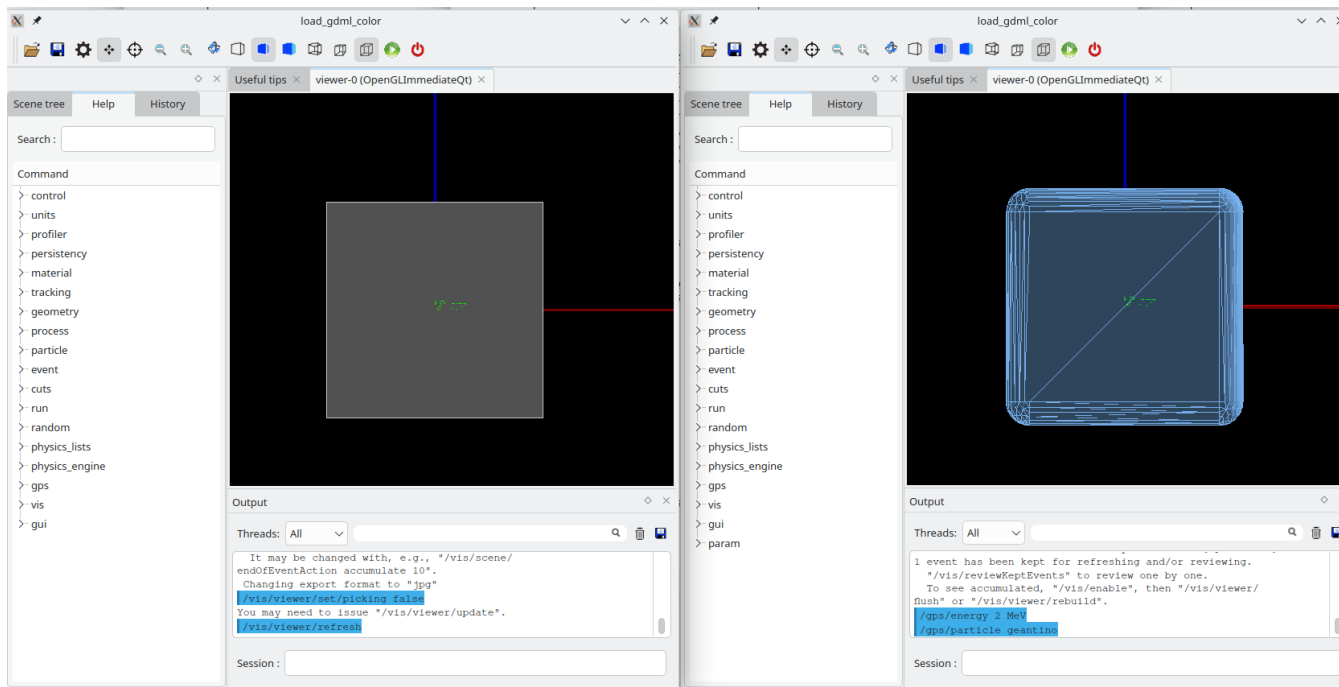 load_gdml_color
Useful tips
viewer-0 (OpenGLImmediateQt)
Scene tree
Help
History
Search :
Command
control
units
profiler
persistency
material
tracking
geometry
process
particle
event
cuts
run
random
physics_lists
physics_engine
gps
vis
gui
Output
Threads:
All
It may be changed with, e.g., "/vis/scene/
endOfEventAction accumulate 10".
Changing export format to "jpg"
/vis/viewer/set/picking false
You may need to issue "/vis/viewer/update".
/vis/viewer/refresh
Session :
load_gdml_color
Useful tips
viewer-0 (OpenGLImmediateQt)
Scene tree
Help
History
Search :
Command
control
units
profiler
persistency
material
tracking
geometry
process
particle
event
cuts
run
random
physics_lists
physics_engine
gps
vis
gui
param
Output
Threads:
All
1 event has been kept for refreshing and/or reviewing.
"/vis/reviewKeptEvents" to review one by one.
To see accumulated, "/vis/enable", then "/vis/viewer/
flush" or "/vis/viewer/rebuild".
/gps/energy 2 MeV
/gps/particle geantino
Session :